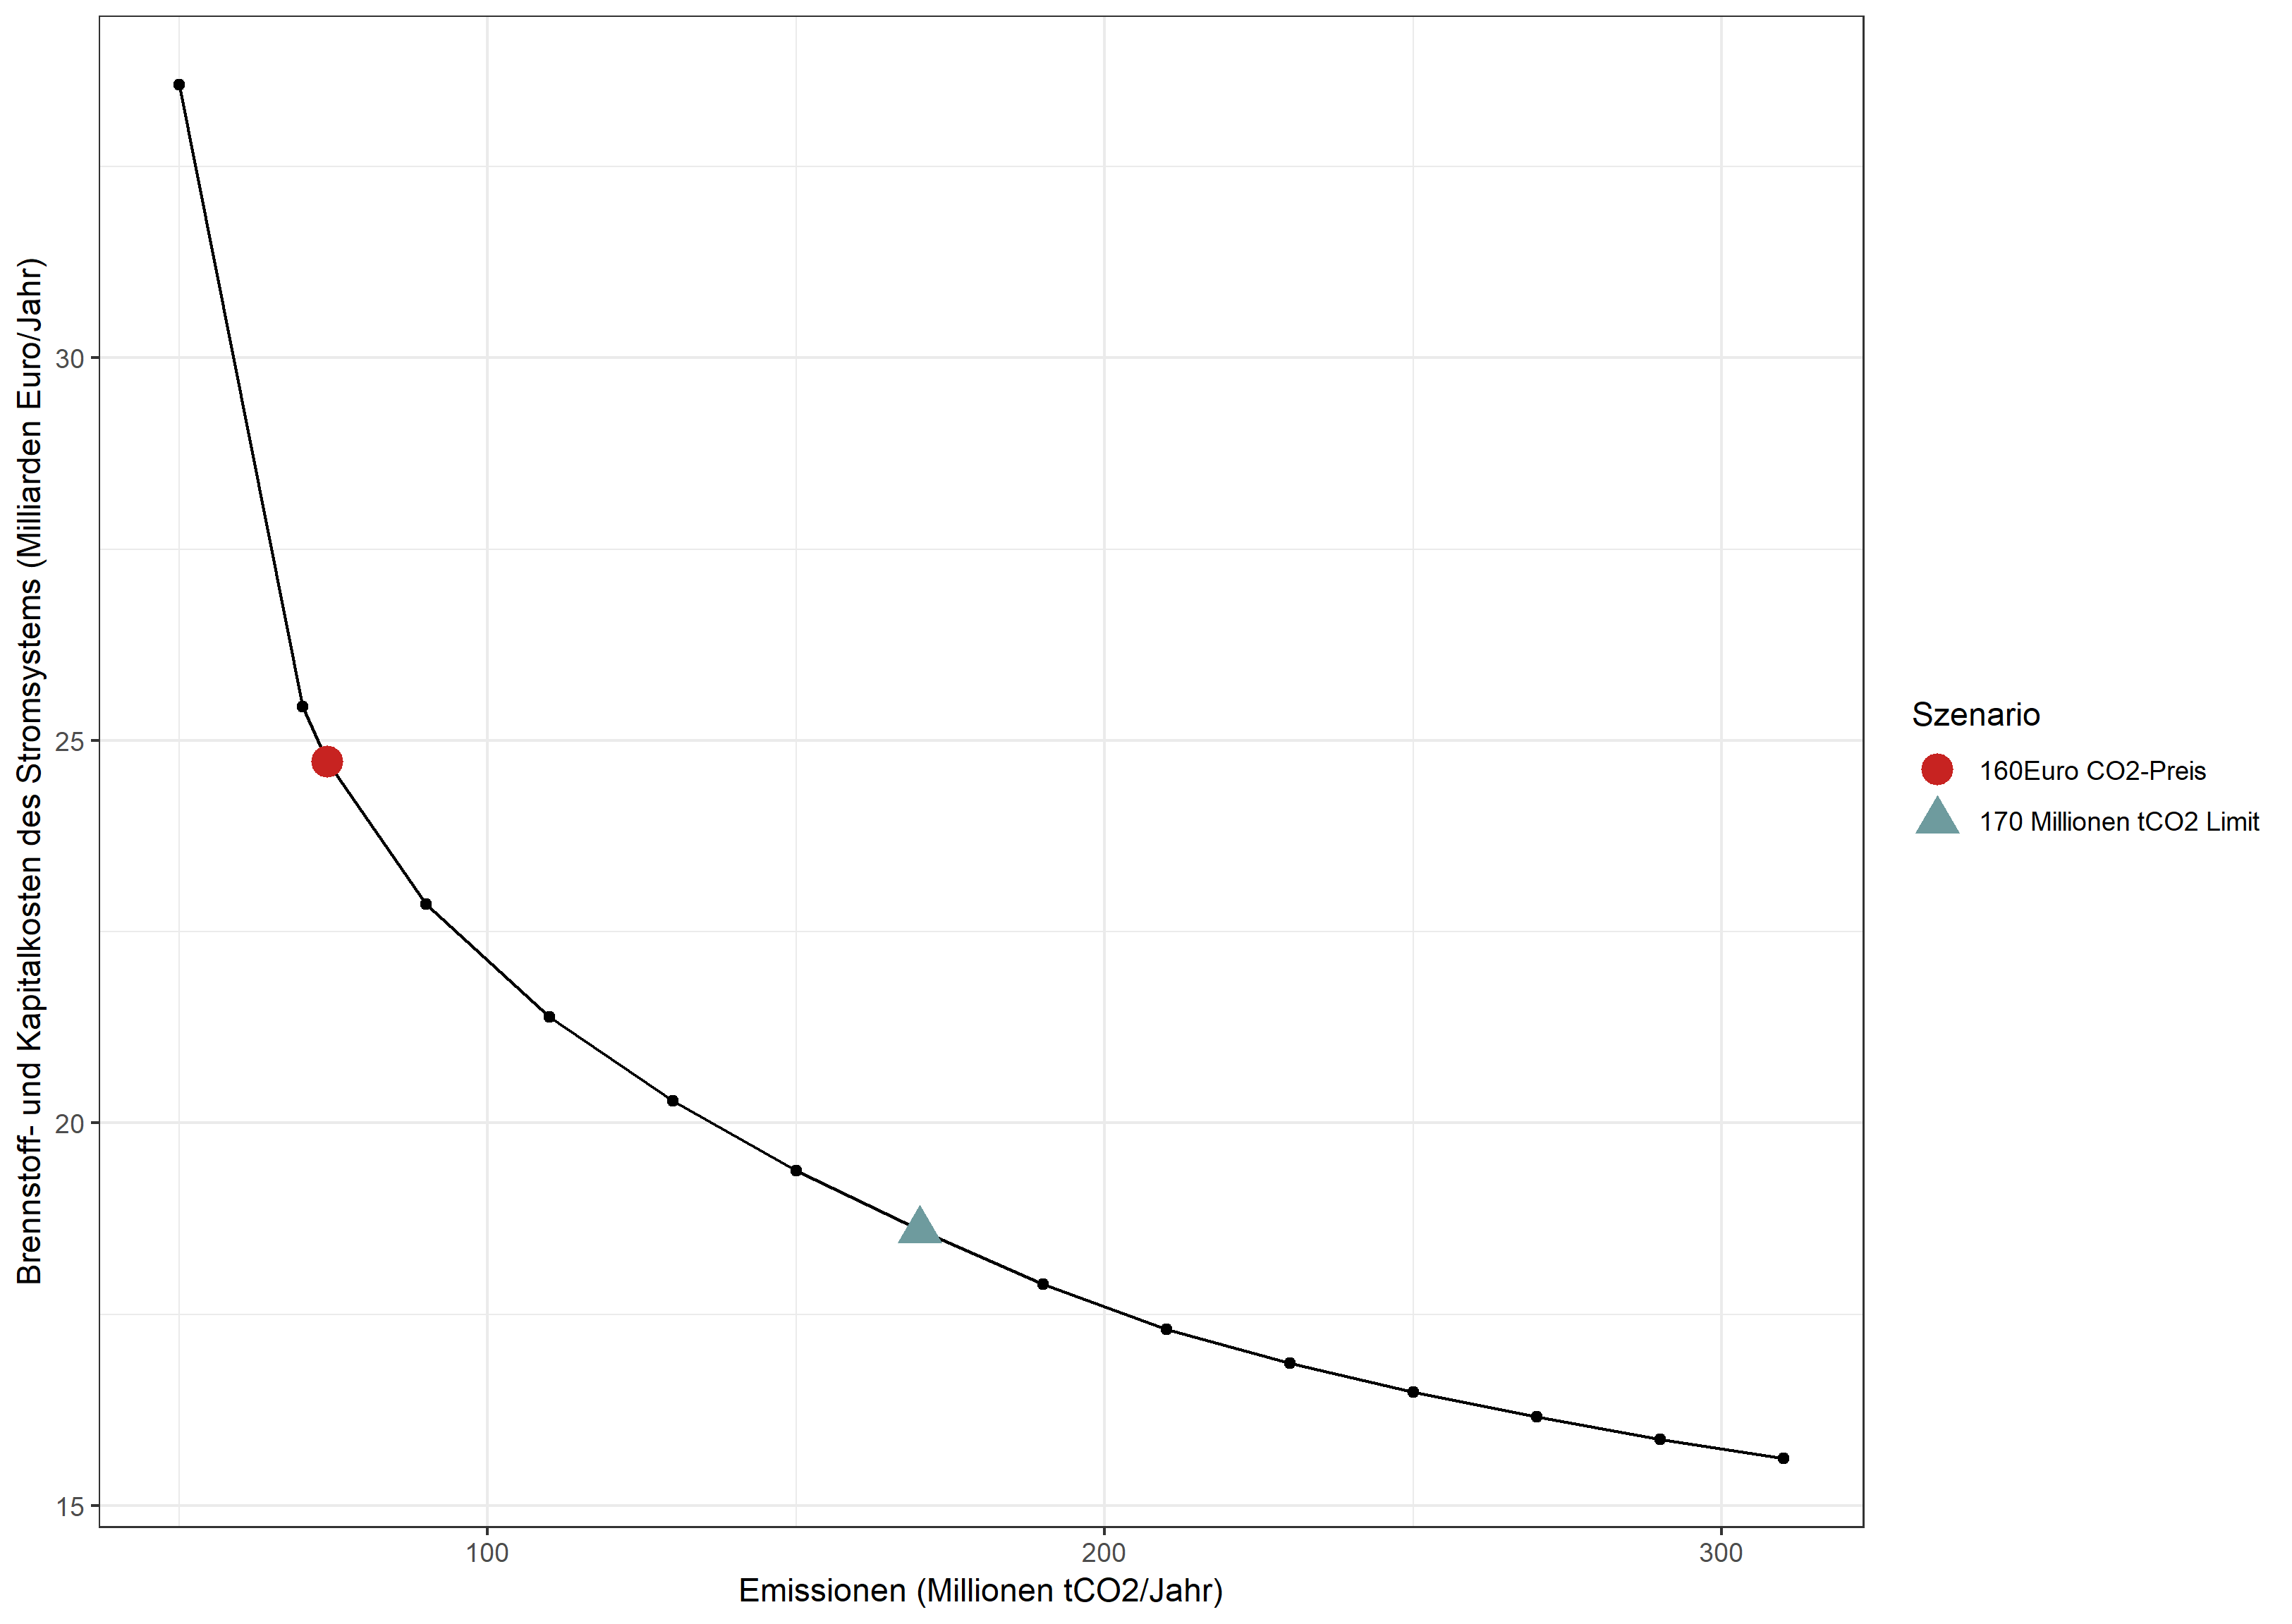 Brennstoff- und Kapitalkosten des Stromsystems (Milliarden Euro/Jahr)
30
25
20
15
100
200
300
Emissionen (Millionen tCO2/Jahr)
Szenario
160Euro CO2-Preis
170 Millionen tCO2 Limit